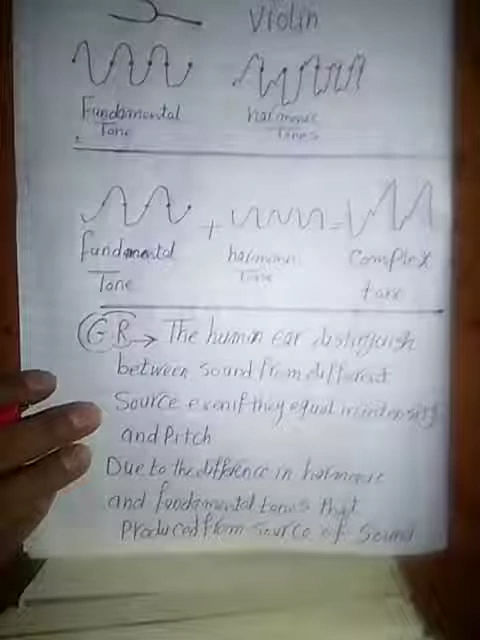 Violin
Fundamental harmonic
Tone Tones
fundamental + harmonic = complex
Tone Tone tone
G.R → The human ear distinguish
between sound from different
Source even if they equal in intensity
and Pitch
Due to the difference in harmonic
and fundamental tones that
Produced from source of Sound